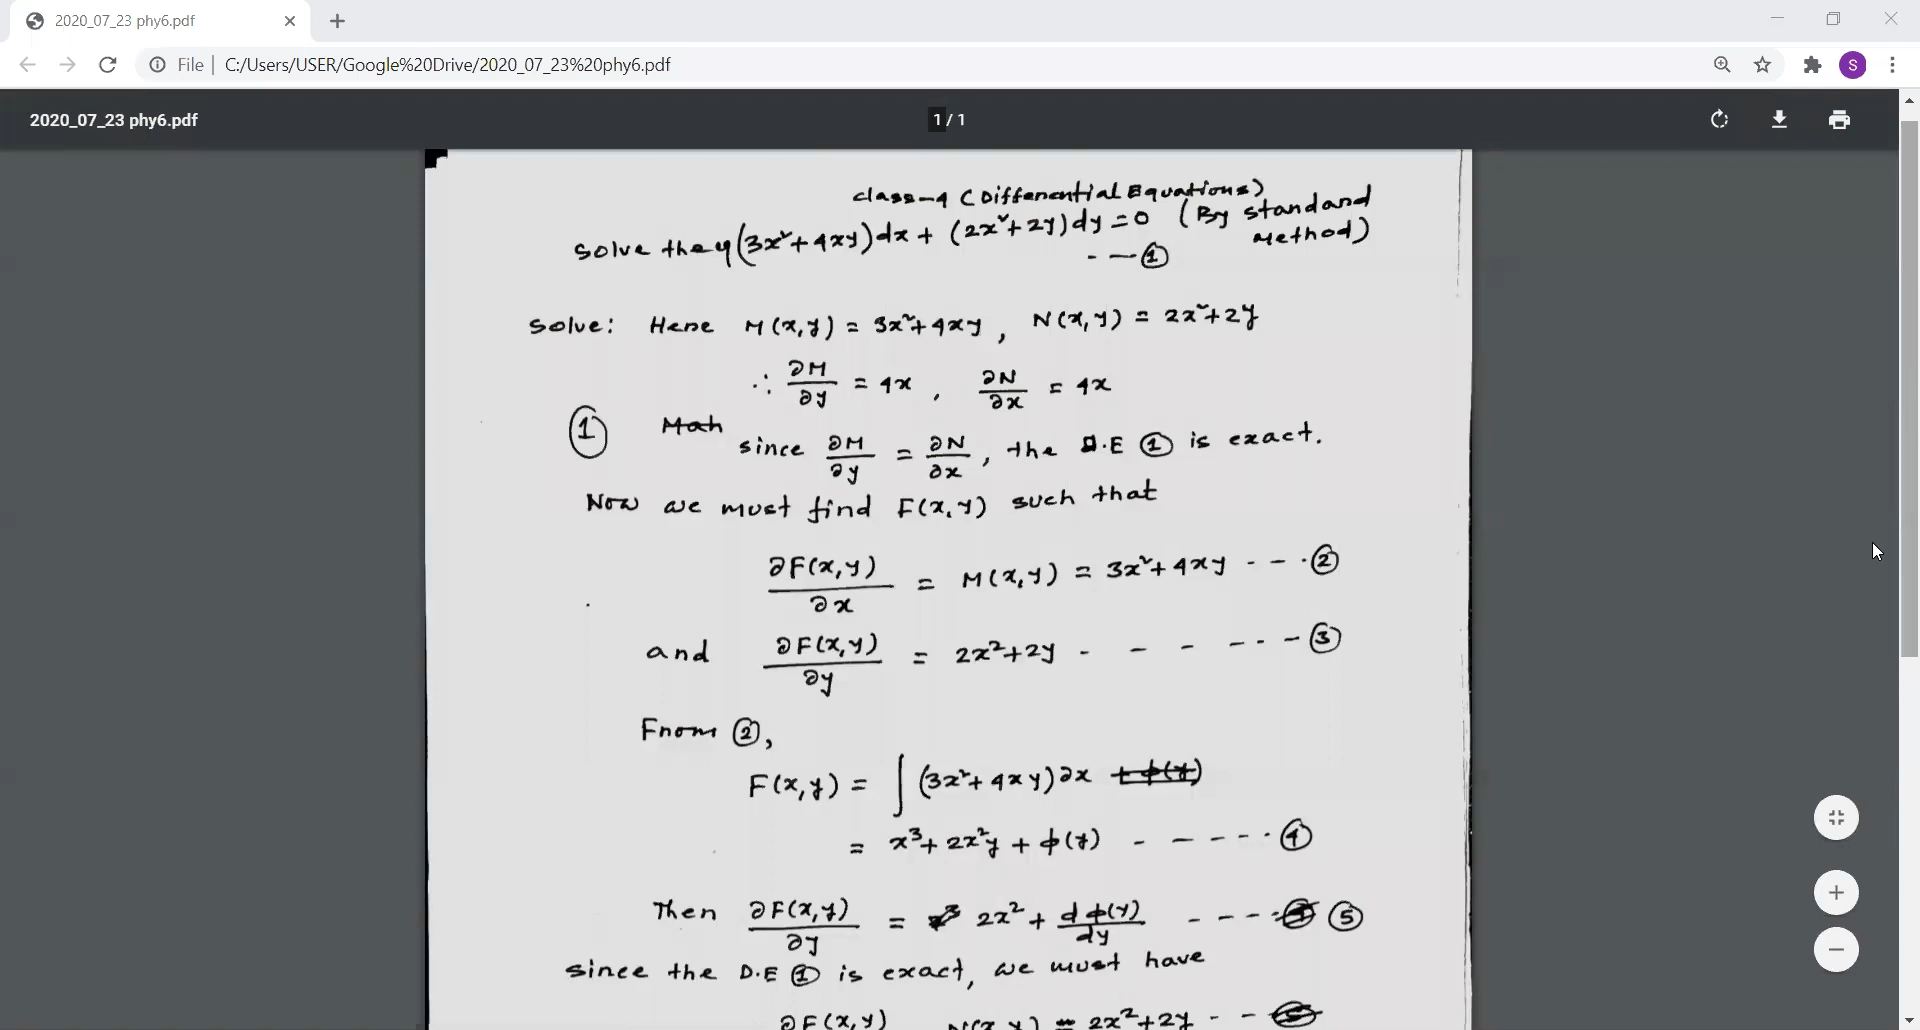 2020_07_23 phy6.pdf
File | C:/Users/USER/Google%20Drive/2020_07_23%20phy6.pdf
S
2020_07_23 phy6.pdf
1 / 1
class-4 (Differential Equations)
Solve the (3x²+4xy)dx + (2x²+2y)dy = 0 (By standard method)
- — ①
Solve: Here M(x,y) = 3x²+4xy, N(x,y) = 2x²+2y
∴ ∂M/∂y = 4x, ∂N/∂x = 4x
①
since ∂M/∂y = ∂N/∂x, the D.E ① is exact.
Now we must find F(x,y) such that
∂F(x,y)/∂x = M(x,y) = 3x²+4xy - - - ②
and ∂F(x,y)/∂y = 2x²+2y - - - - - - ③
From ②,
F(x,y) = ∫ (3x²+4xy)∂x + φ(y)
= x³+2x²y + φ(y) - - - - - ④
Then ∂F(x,y)/∂y = 2x² + dφ(y)/dy - - - - ⑤
since the D.E ① is exact, we must have
∂F(x,y) N(x,y) = 2x²+2y - -